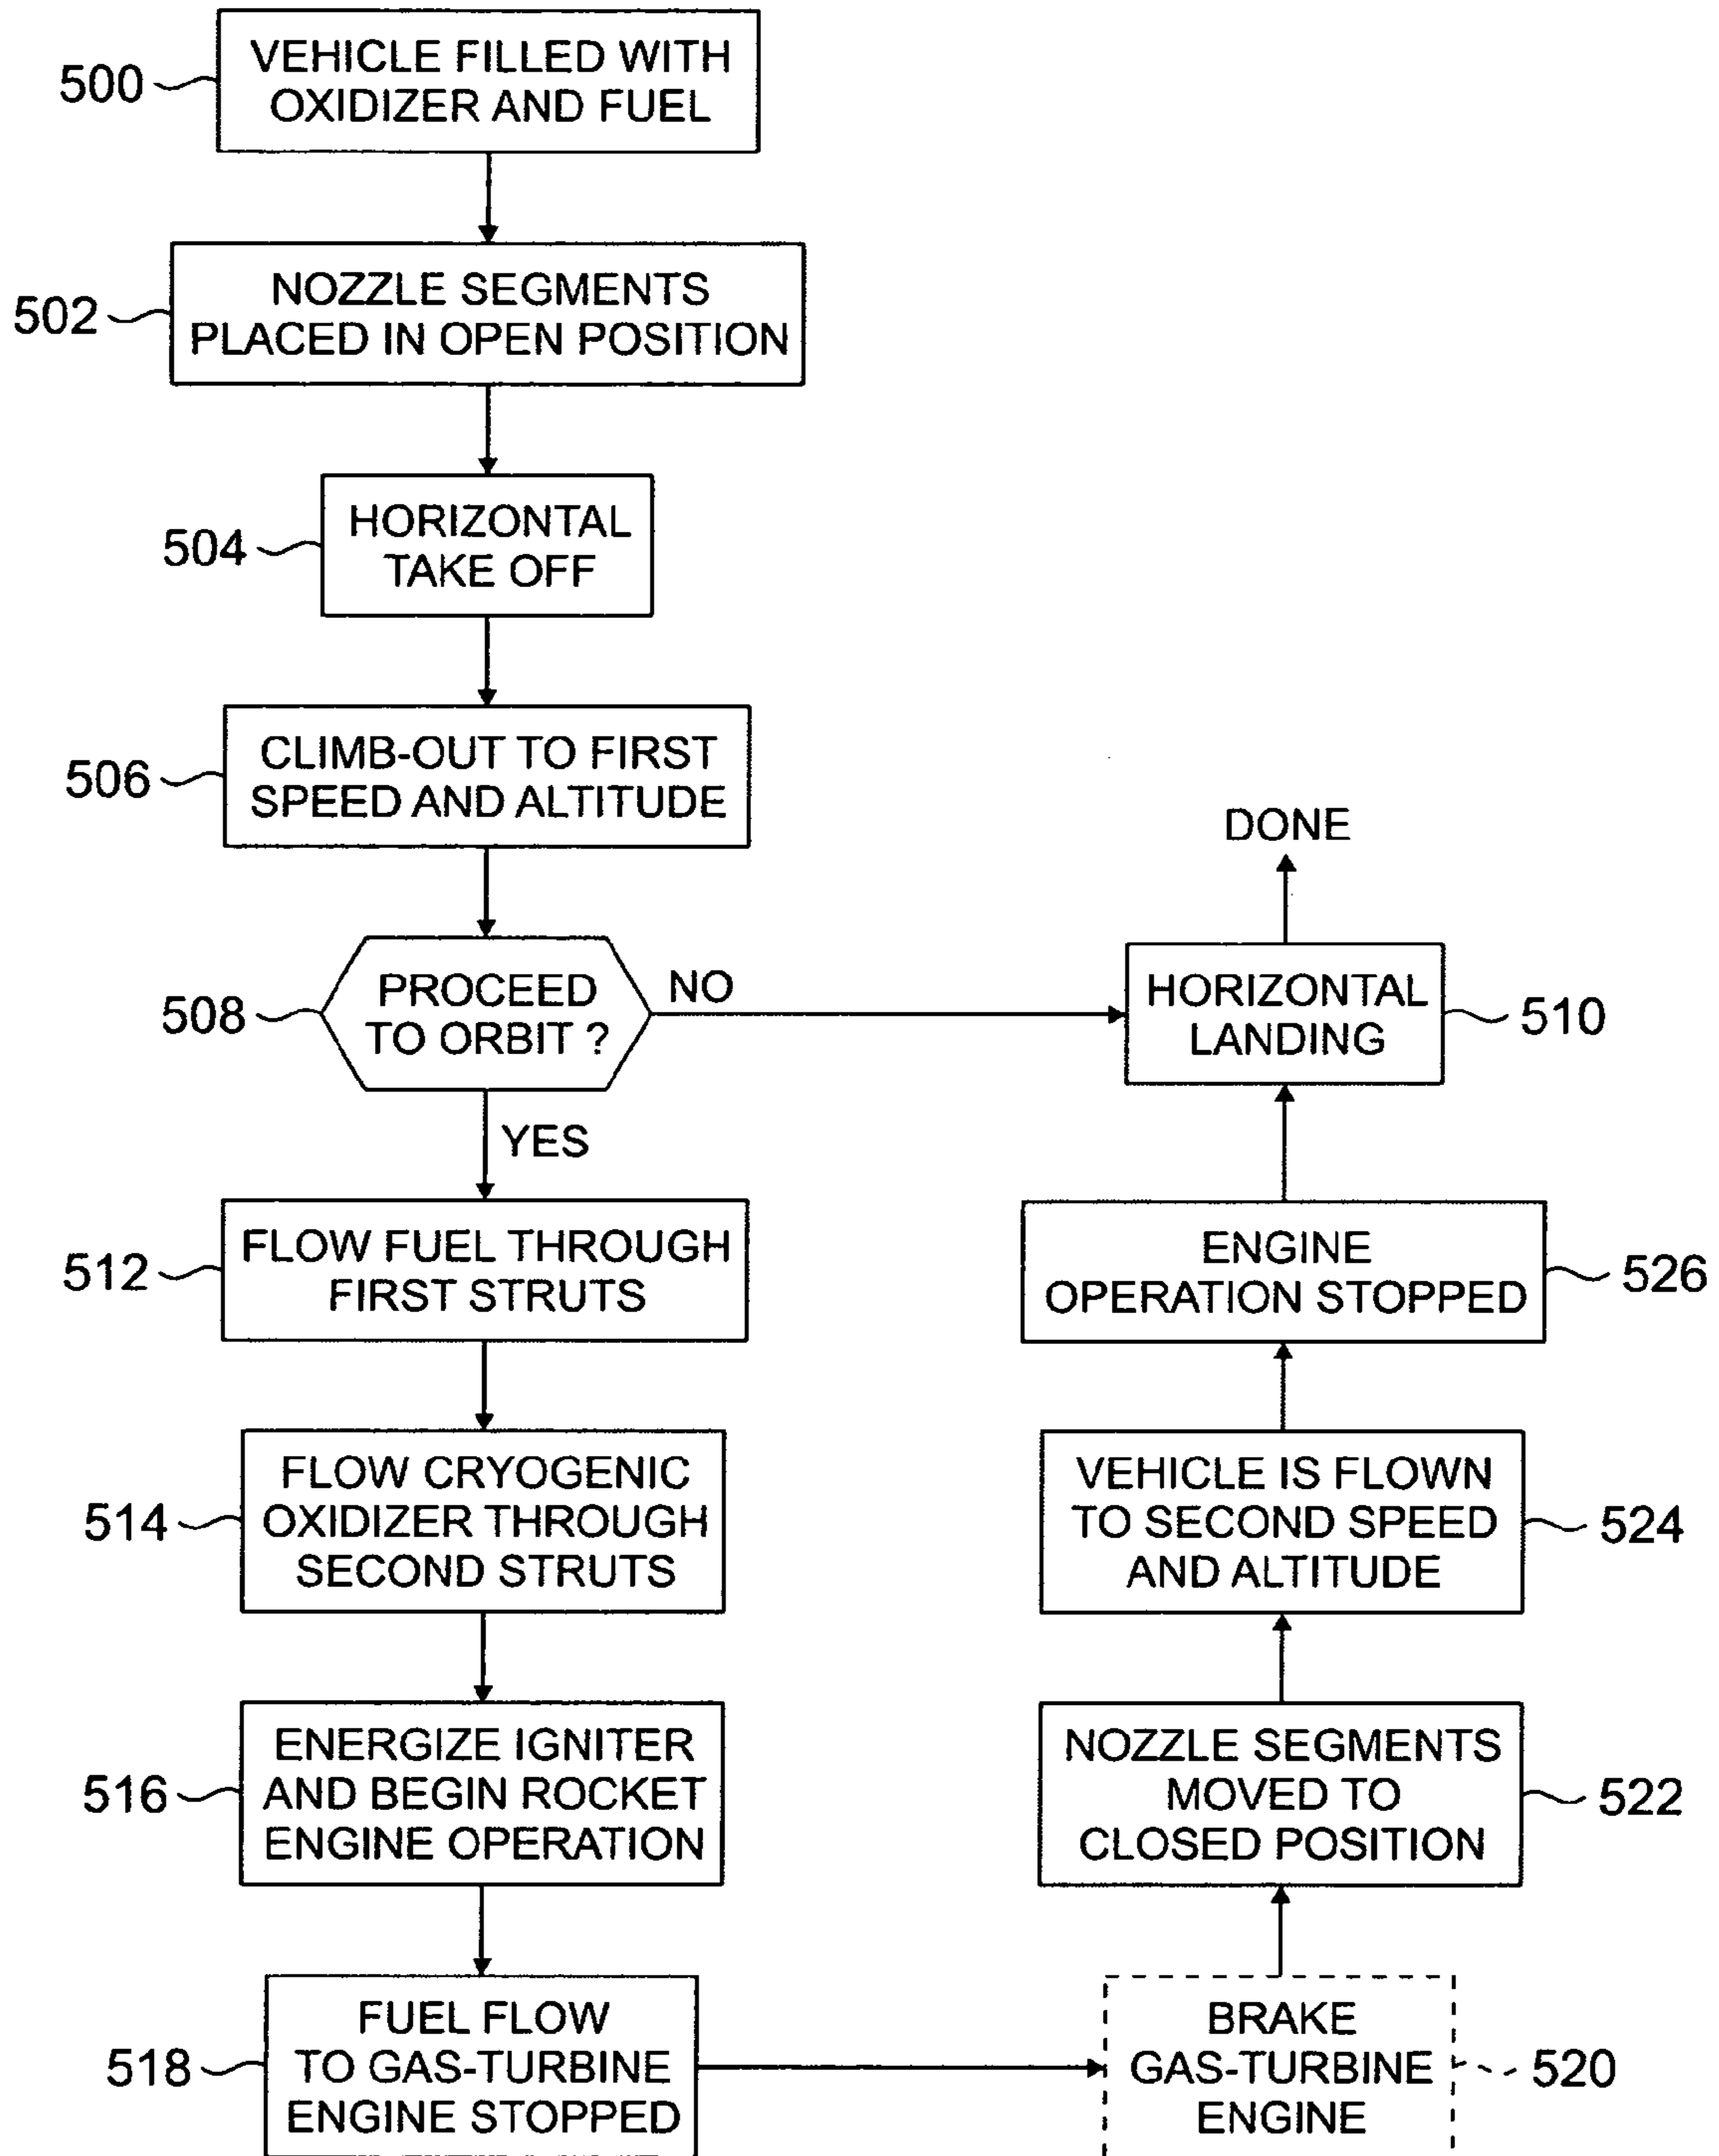 500
VEHICLE FILLED WITH
OXIDIZER AND FUEL
502
NOZZLE SEGMENTS
PLACED IN OPEN POSITION
504
HORIZONTAL
TAKE OFF
506
CLIMB-OUT TO FIRST
SPEED AND ALTITUDE
508
PROCEED
TO ORBIT ?
NO
YES
DONE
HORIZONTAL
LANDING
510
512
FLOW FUEL THROUGH
FIRST STRUTS
514
FLOW CRYOGENIC
OXIDIZER THROUGH
SECOND STRUTS
516
ENERGIZE IGNITER
AND BEGIN ROCKET
ENGINE OPERATION
518
FUEL FLOW
TO GAS-TURBINE
ENGINE STOPPED
BRAKE
GAS-TURBINE
ENGINE
520
NOZZLE SEGMENTS
MOVED TO
CLOSED POSITION
522
VEHICLE IS FLOWN
TO SECOND SPEED
AND ALTITUDE
524
ENGINE
OPERATION STOPPED
526